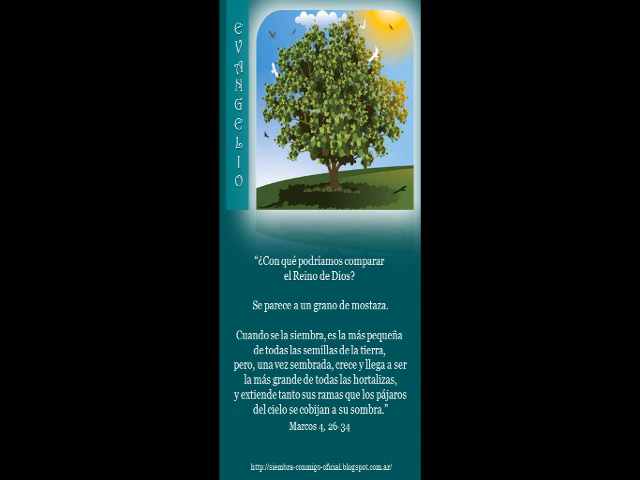 EVANGELIO
“¿Con qué podríamos comparar
el Reino de Dios?
Se parece a un grano de mostaza.
Cuando se la siembra, es la más pequeña
de todas las semillas de la tierra,
pero, una vez sembrada, crece y llega a ser
la más grande de todas las hortalizas,
y extiende tanto sus ramas que los pájaros
del cielo se cobijan a su sombra.”
Marcos 4, 26-34
http://siembra-conmigo-oficial.blogspot.com.ar/